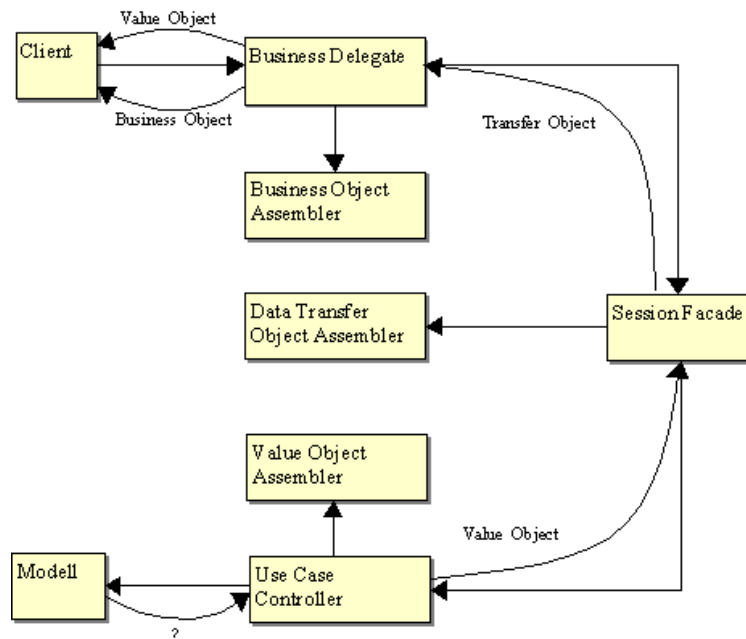 Value Object
Client
Business Delegate
Business Object
Transfer Object
Business Object
Assembler
Data Transfer
Object Assembler
Session Facade
Value Object
Assembler
Value Object
Modell
Use Case
Controller
?